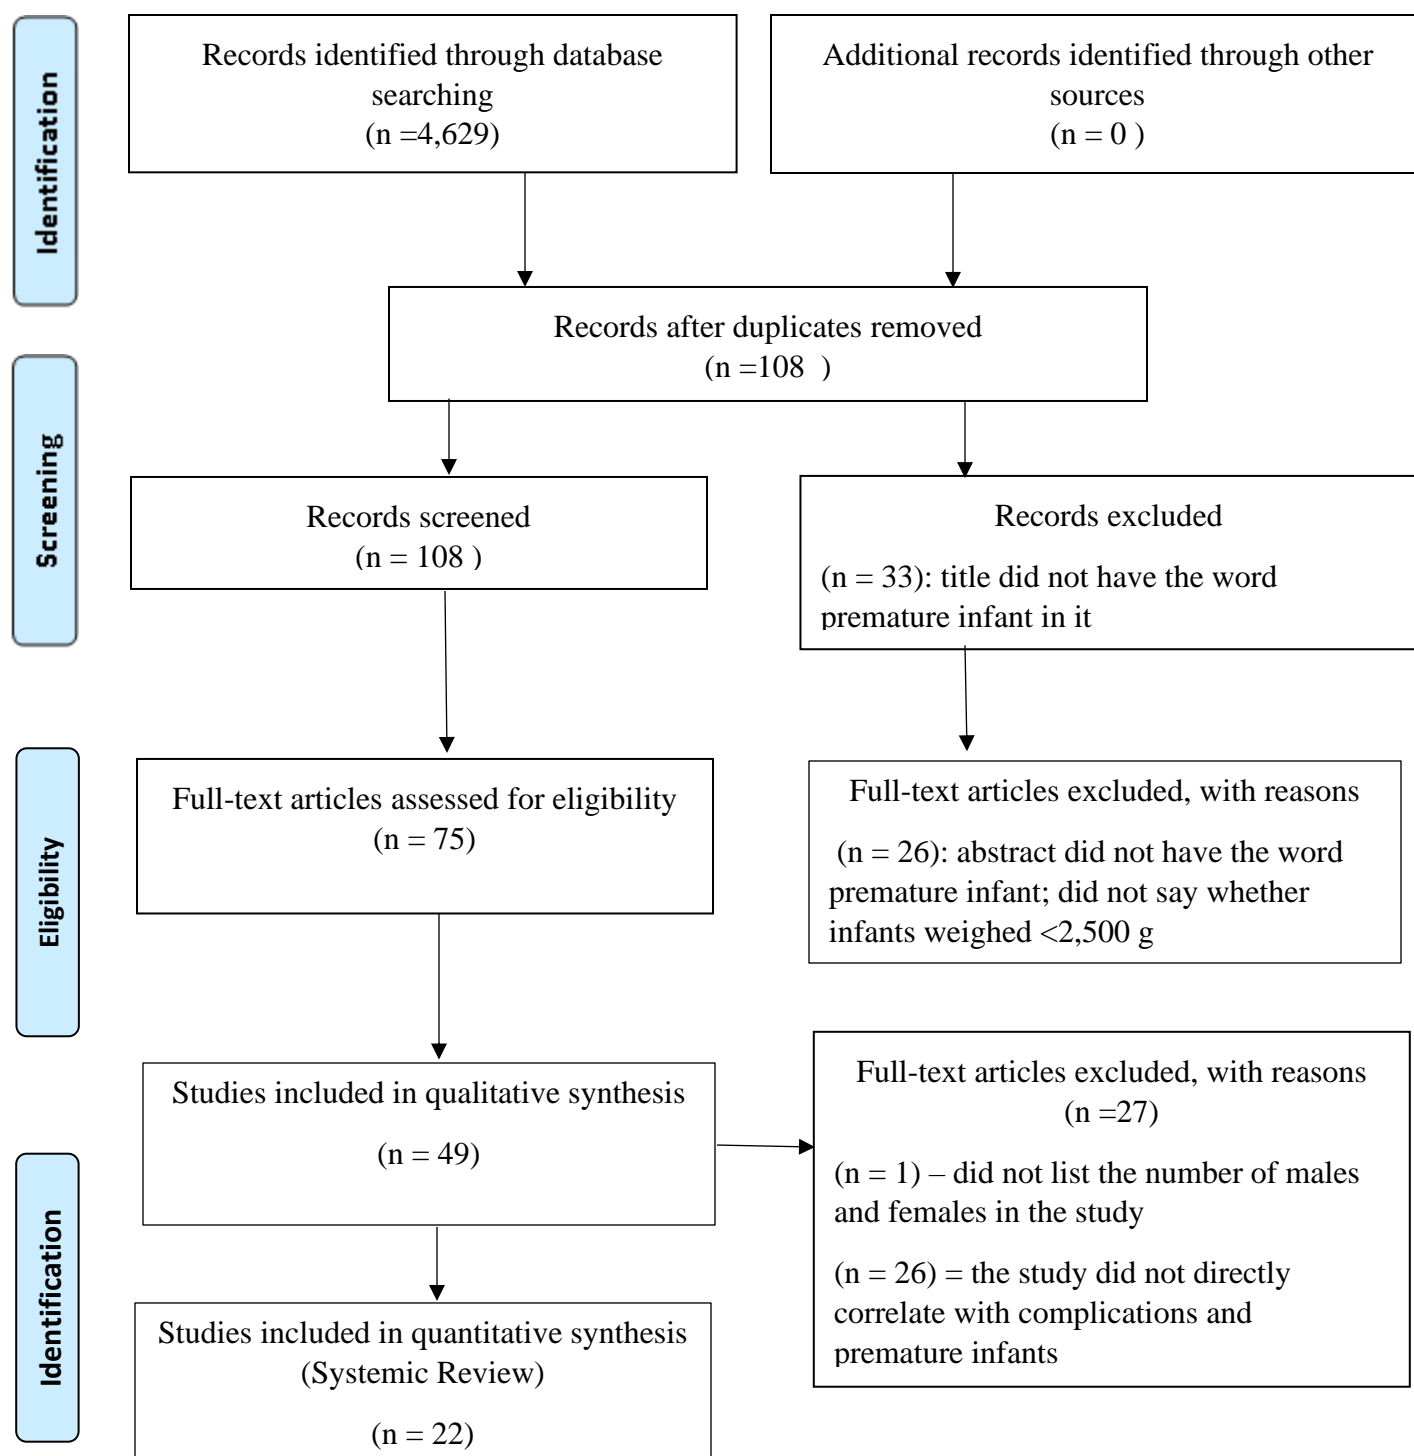 Identification
Records identified through database
searching
(n =4,629)
Additional records identified through other
sources
(n = 0 )
Records after duplicates removed
(n =108 )
Screening
Records screened
(n = 108 )
Records excluded
(n = 33): title did not have the word
premature infant in it
Eligibility
Full-text articles assessed for eligibility
(n = 75)
Full-text articles excluded, with reasons
(n = 26): abstract did not have the word
premature infant; did not say whether
infants weighed <2,500 g
Studies included in qualitative synthesis
(n = 49)
Full-text articles excluded, with reasons
(n =27)
(n = 1) – did not list the number of males
and females in the study
(n = 26) = the study did not directly
correlate with complications and
premature infants
Identification
Studies included in quantitative synthesis
(Systemic Review)
(n = 22)